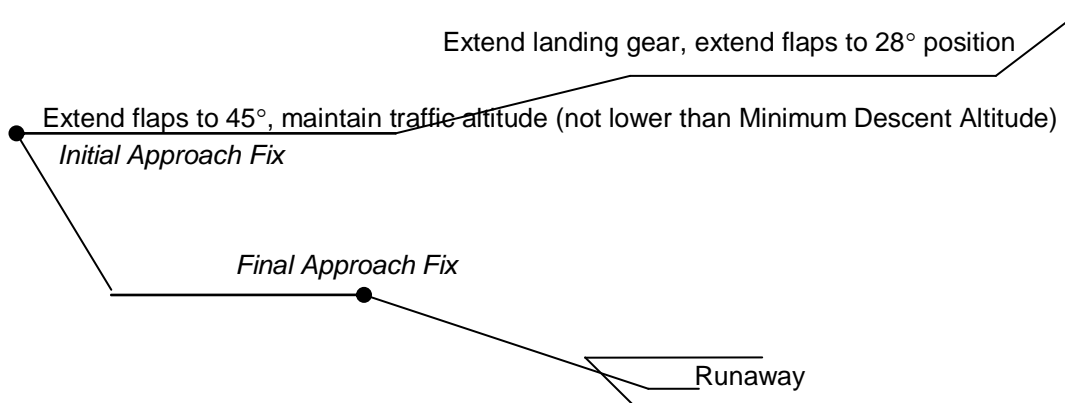 Extend landing gear, extend flaps to 28° position
Extend flaps to 45°, maintain traffic altitude (not lower than Minimum Descent Altitude)
Initial Approach Fix
Final Approach Fix
Runaway